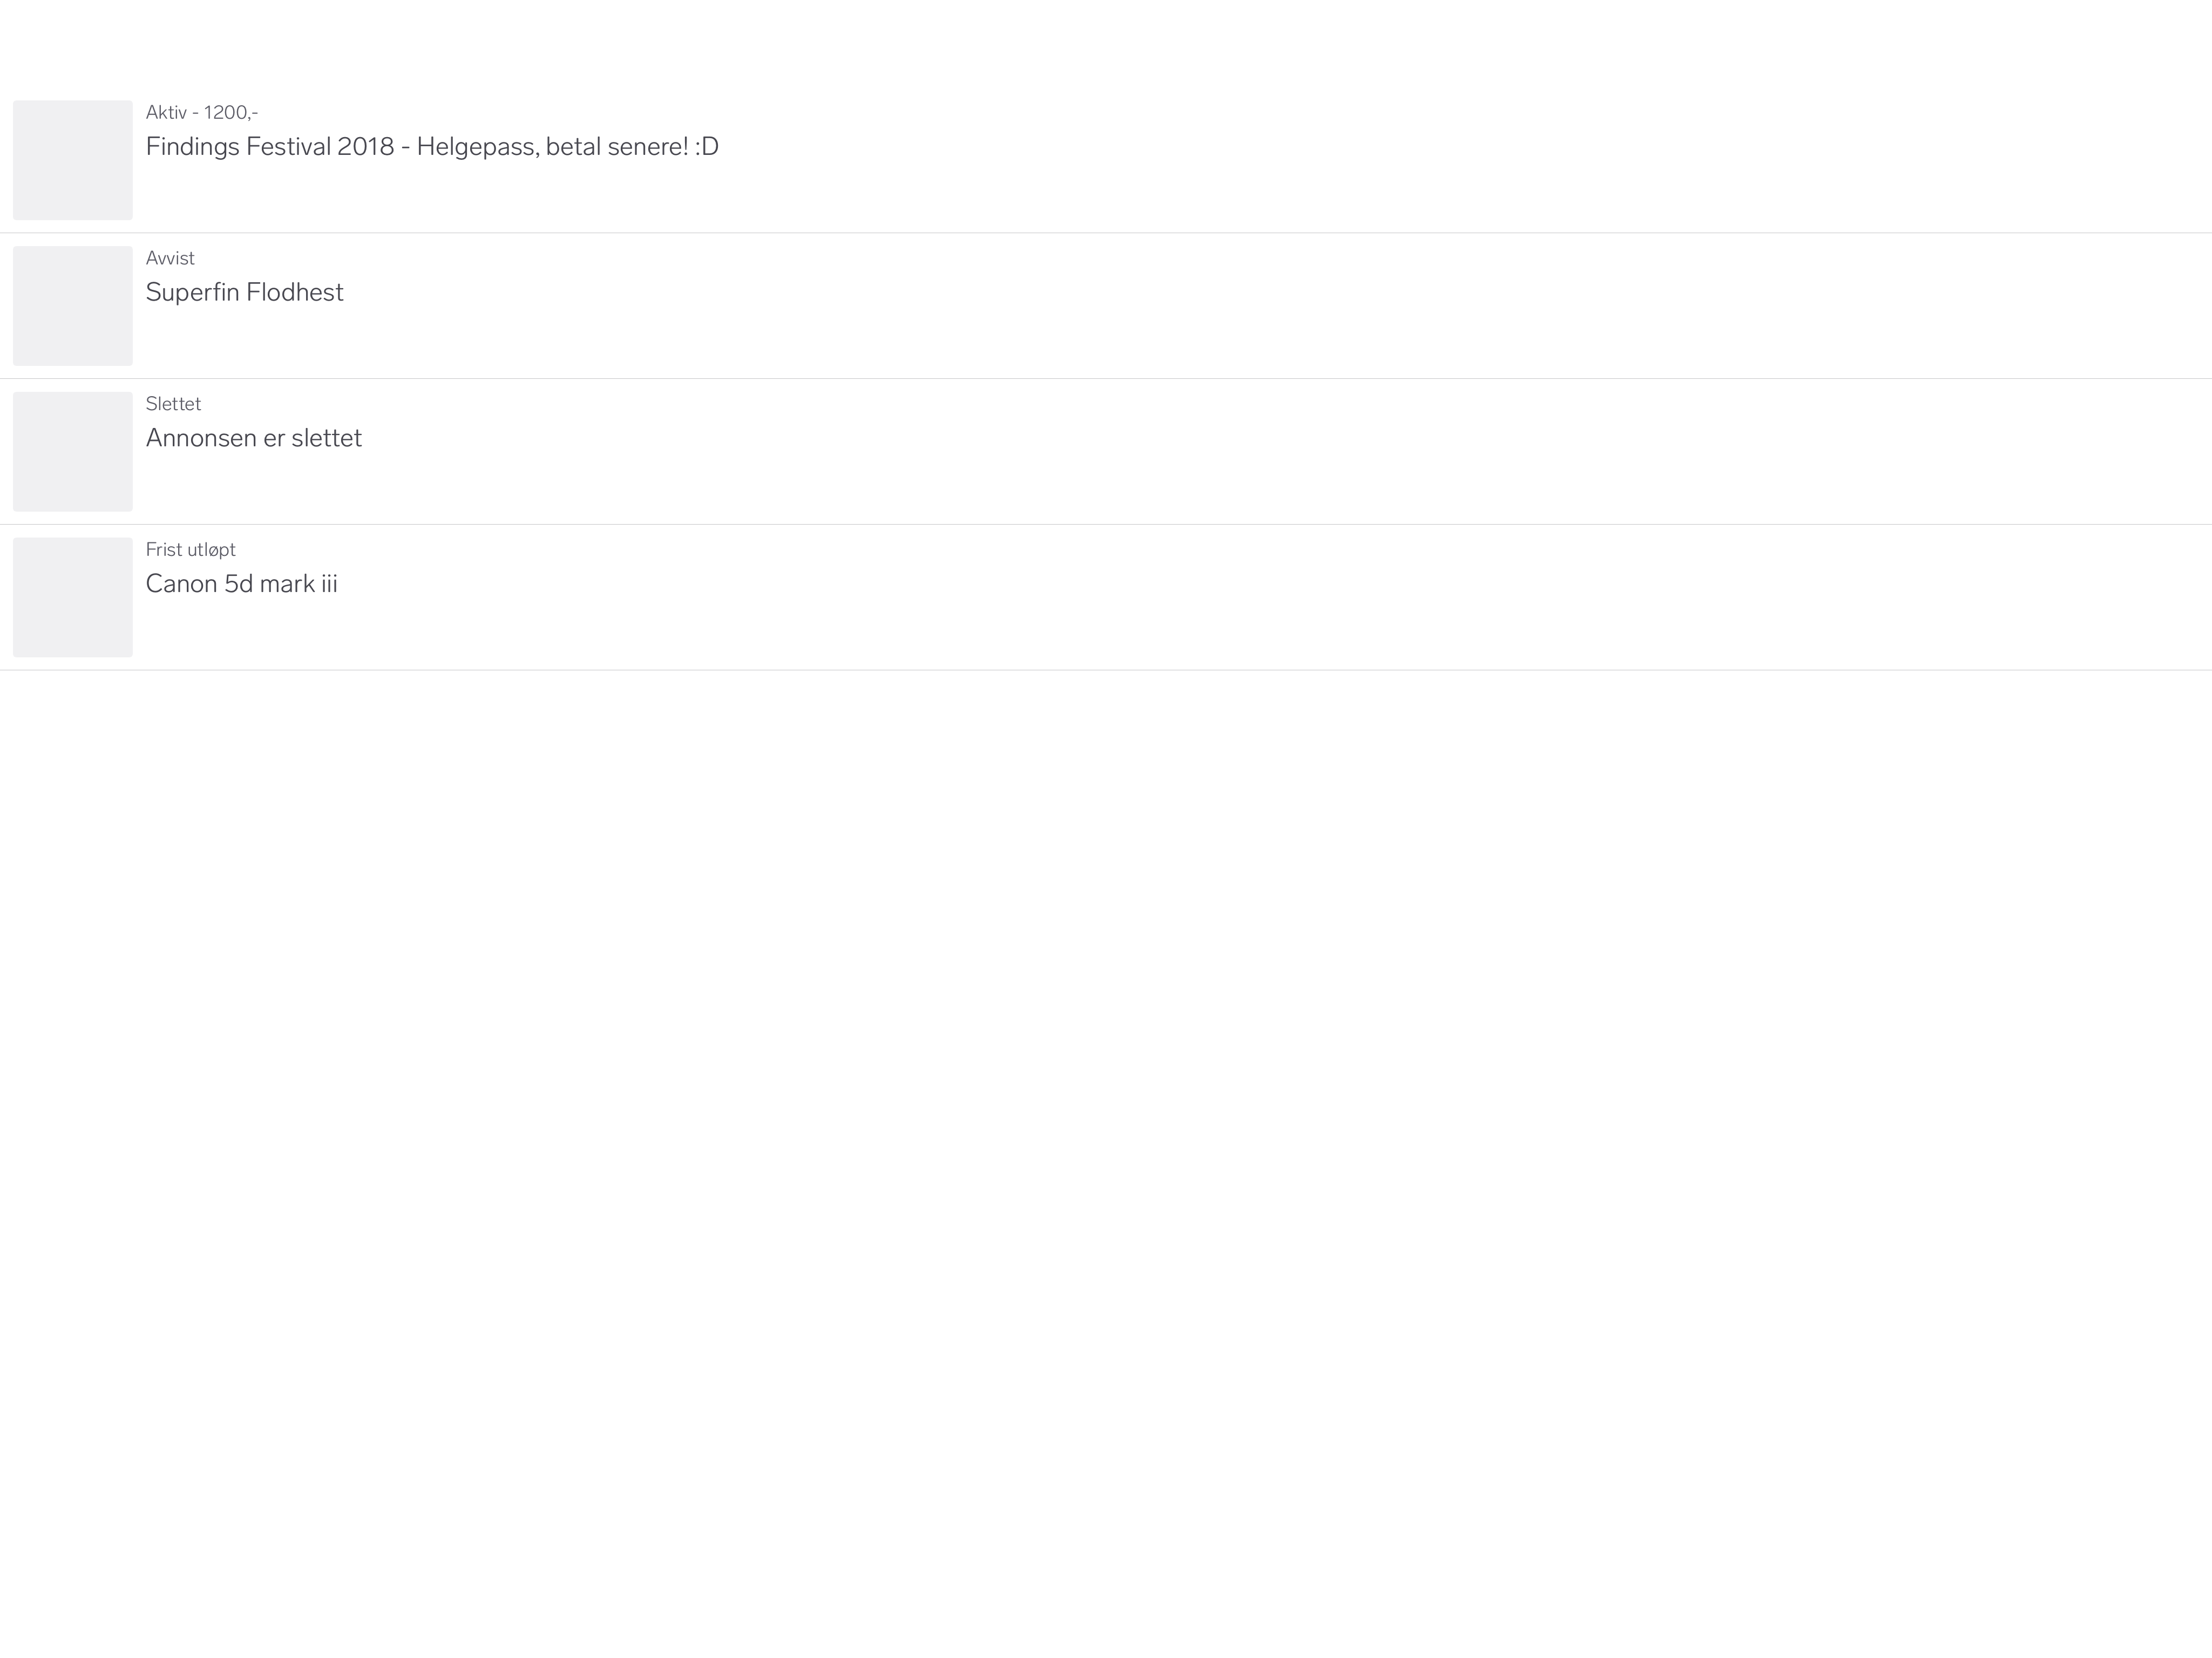 Aktiv - 1200,-
Findings Festival 2018 - Helgepass, betal senere! :D
Avvist
Superfin Flodhest
Slettet
Annonsen er slettet
Frist utløpt
Canon 5d mark iii